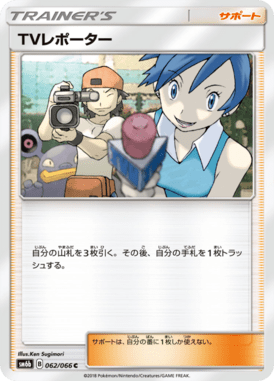 TRAINER'S
サポート
TVレポーター
自分の山札を3枚引く。その後、自分の手札を1枚トラッシュする。
Illus.Ken Sugimori
sm6b B 062/066 C
サポートは、自分の番に1枚しか使えない。
©2018 Pokémon/Nintendo/Creatures/GAME FREAK.